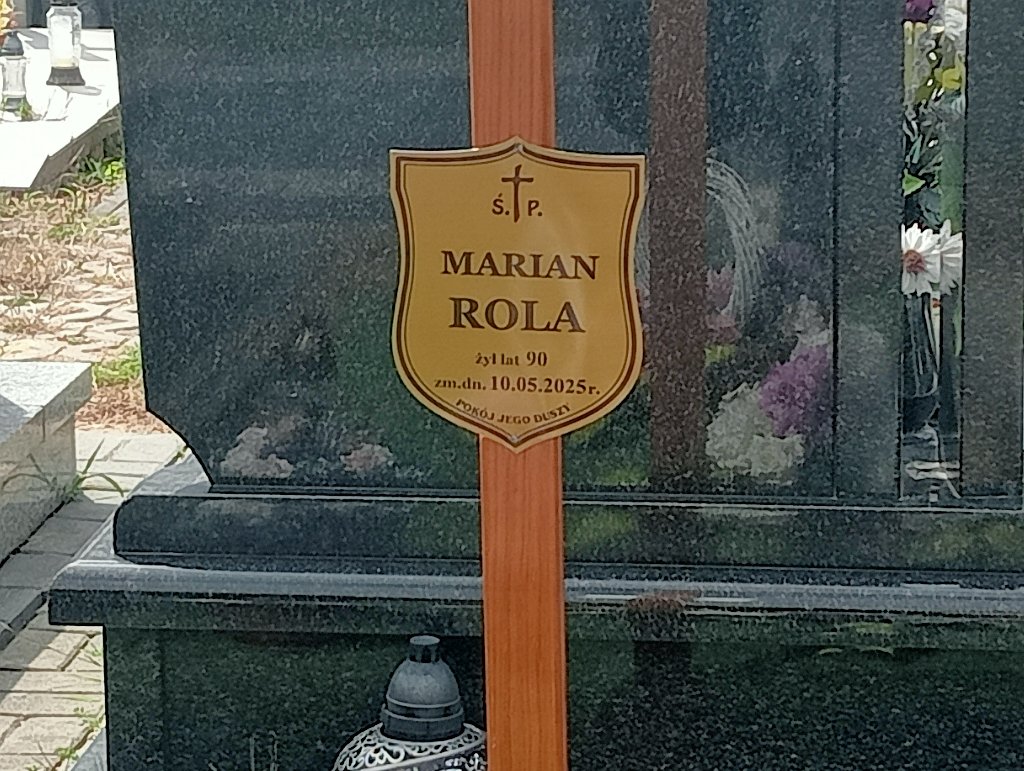 Ś. P.
MARIAN
ROLA
żył lat 90
zm.dn. 10.05.2025r.
POKÓJ JEGO DUSZY